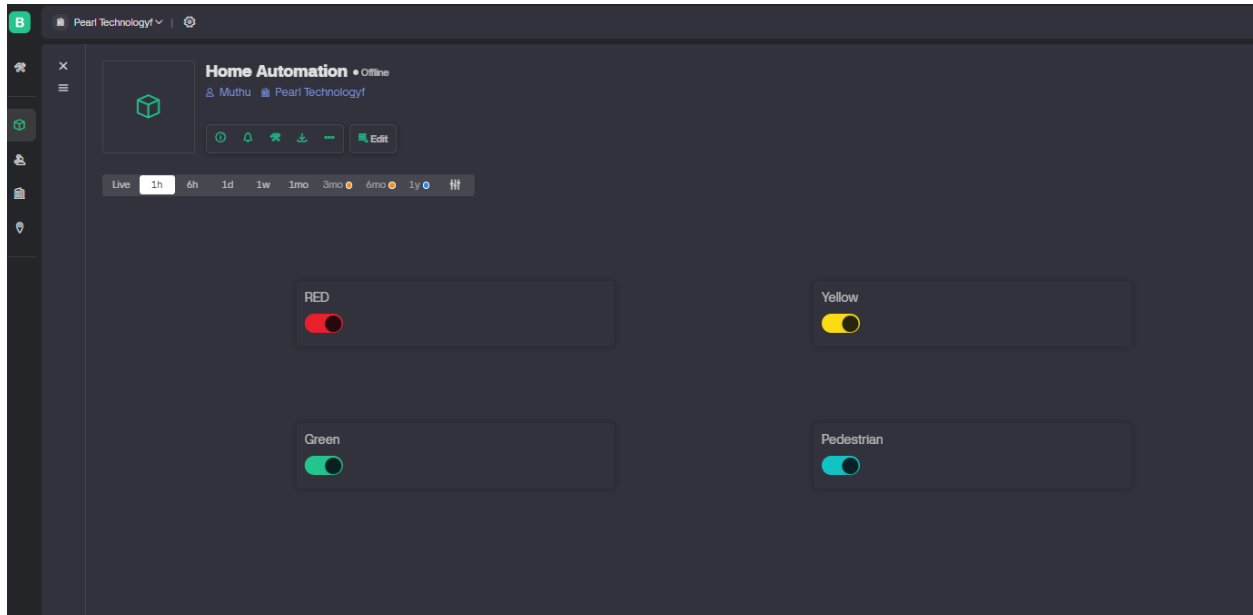 B Pearl Technologyf |
Home Automation • Offline
Muthu Pearl Technologyf
Edit
Live 1h 6h 1d 1w 1mo 3mo 6mo 1y
RED Yellow
Green Pedestrian